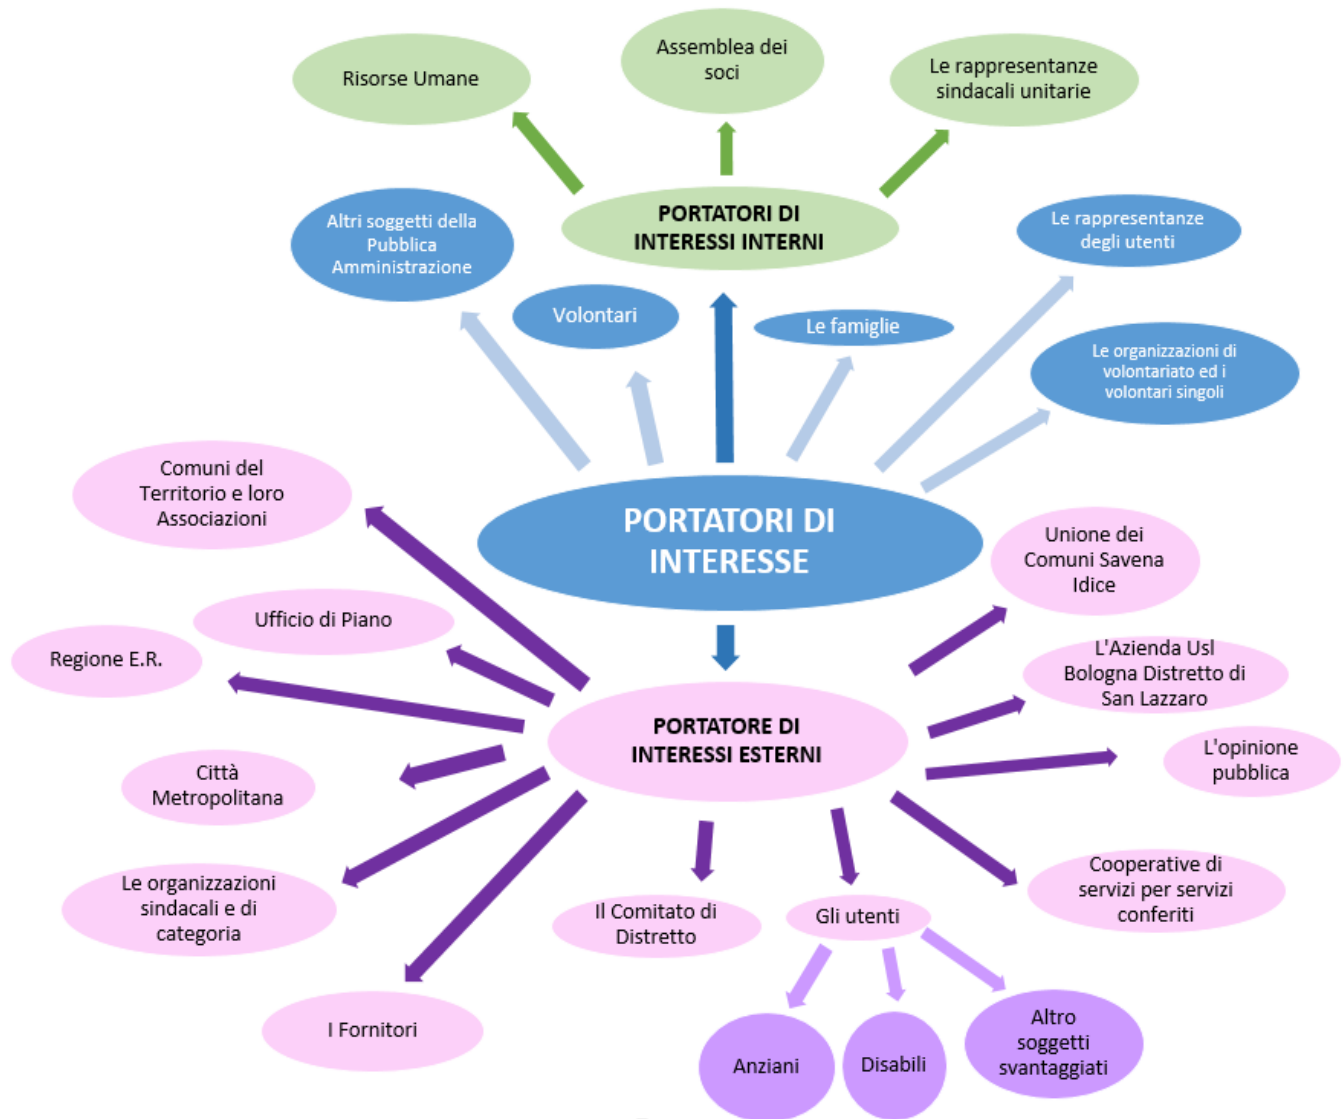 Risorse Umane
Assemblea dei
soci
Le rappresentanze
sindacali unitarie
PORTATORI DI
INTERESSI INTERNI
Altri soggetti della
Pubblica
Amministrazione
Volontari
Le famiglie
Le rappresentanze
degli utenti
Le organizzazioni di
volontariato ed i
volontari singoli
PORTATORI DI
INTERESSE
Comuni del
Territorio e loro
Associazioni
Unione dei
Comuni Savena
Idice
Ufficio di Piano
Regione E.R.
L'Azienda Usl
Bologna Distretto di
San Lazzaro
PORTATORE DI
INTERESSI ESTERNI
L'opinione
pubblica
Città
Metropolitana
Le organizzazioni
sindacali e di
categoria
Cooperative di
servizi per servizi
conferiti
Il Comitato di
Distretto
Gli utenti
I Fornitori
Anziani
Disabili
Altro
soggetti
svantaggiati